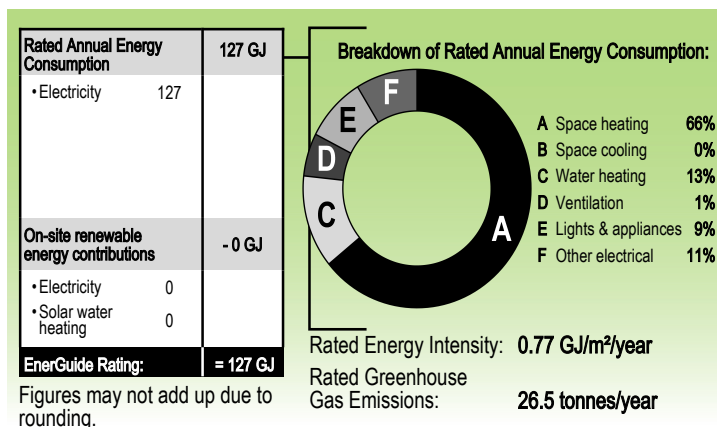 Rated Annual Energy
Consumption
127 GJ
• Electricity 127
On-site renewable
energy contributions
- 0 GJ
• Electricity 0
• Solar water
heating 0
EnerGuide Rating: = 127 GJ
Figures may not add up due to
rounding.
Breakdown of Rated Annual Energy Consumption:
F
E
D
C
A
A Space heating 66%
B Space cooling 0%
C Water heating 13%
D Ventilation 1%
E Lights & appliances 9%
F Other electrical 11%
Rated Energy Intensity: 0.77 GJ/m²/year
Rated Greenhouse
Gas Emissions: 26.5 tonnes/year